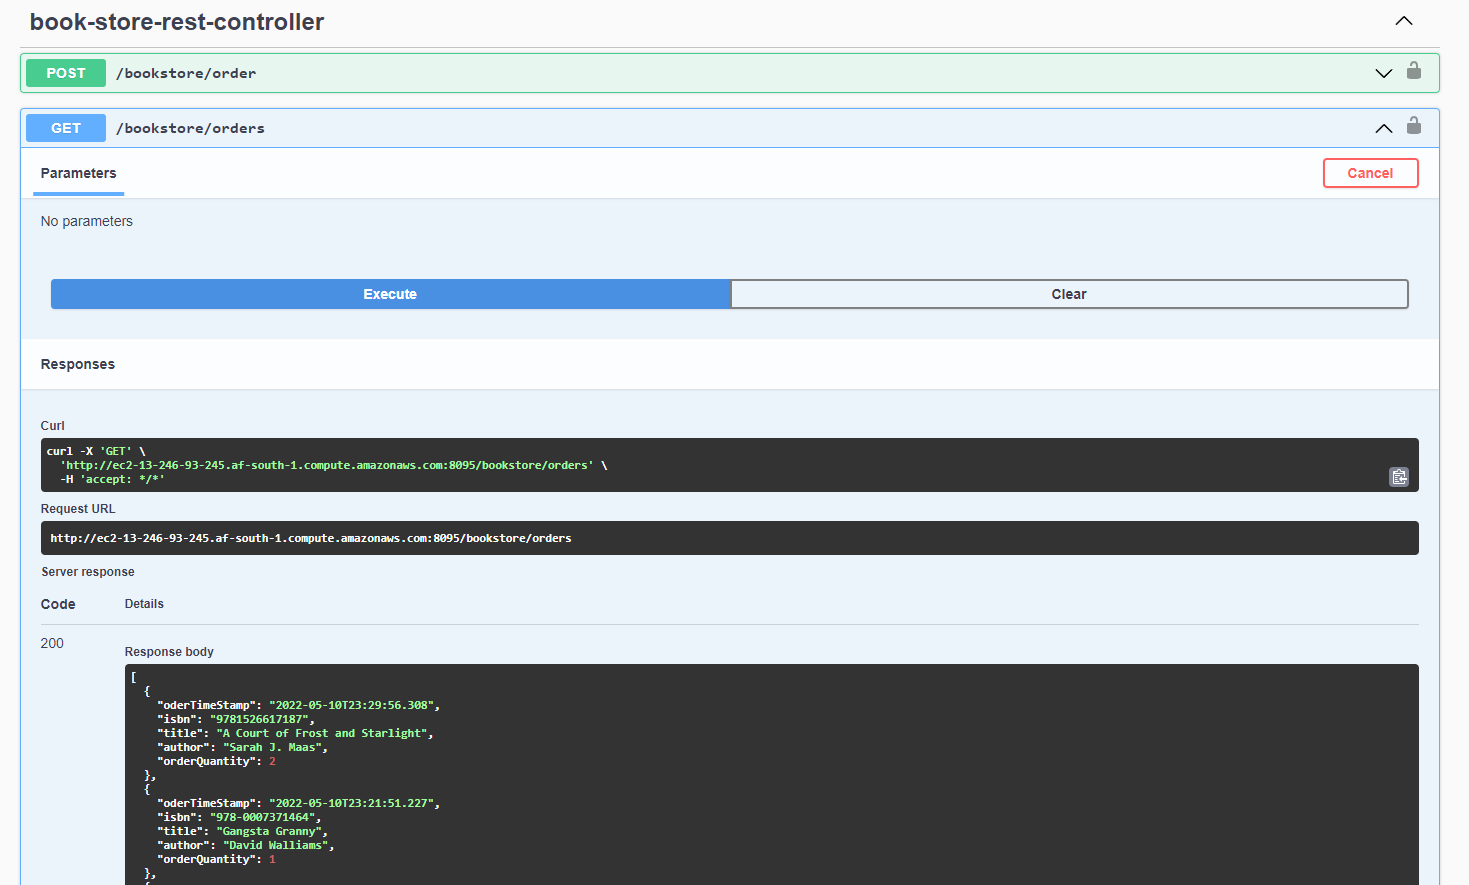 book-store-rest-controller
POST /bookstore/order
GET /bookstore/orders
Parameters Cancel
No parameters
Execute Clear
Responses
Curl
curl -X 'GET' \
'http://ec2-13-246-93-245.af-south-1.compute.amazonaws.com:8095/bookstore/orders' \
-H 'accept: */*'
Request URL
http://ec2-13-246-93-245.af-south-1.compute.amazonaws.com:8095/bookstore/orders
Server response
Code Details
200
Response body
[
{
"oderTimeStamp": "2022-05-10T23:29:56.308",
"isbn": "9781526617187",
"title": "A Court of Frost and Starlight",
"author": "Sarah J. Maas",
"orderQuantity": 2
},
{
"oderTimeStamp": "2022-05-10T23:21:51.227",
"isbn": "978-0007371464",
"title": "Gangsta Granny",
"author": "David Walliams",
"orderQuantity": 1
},